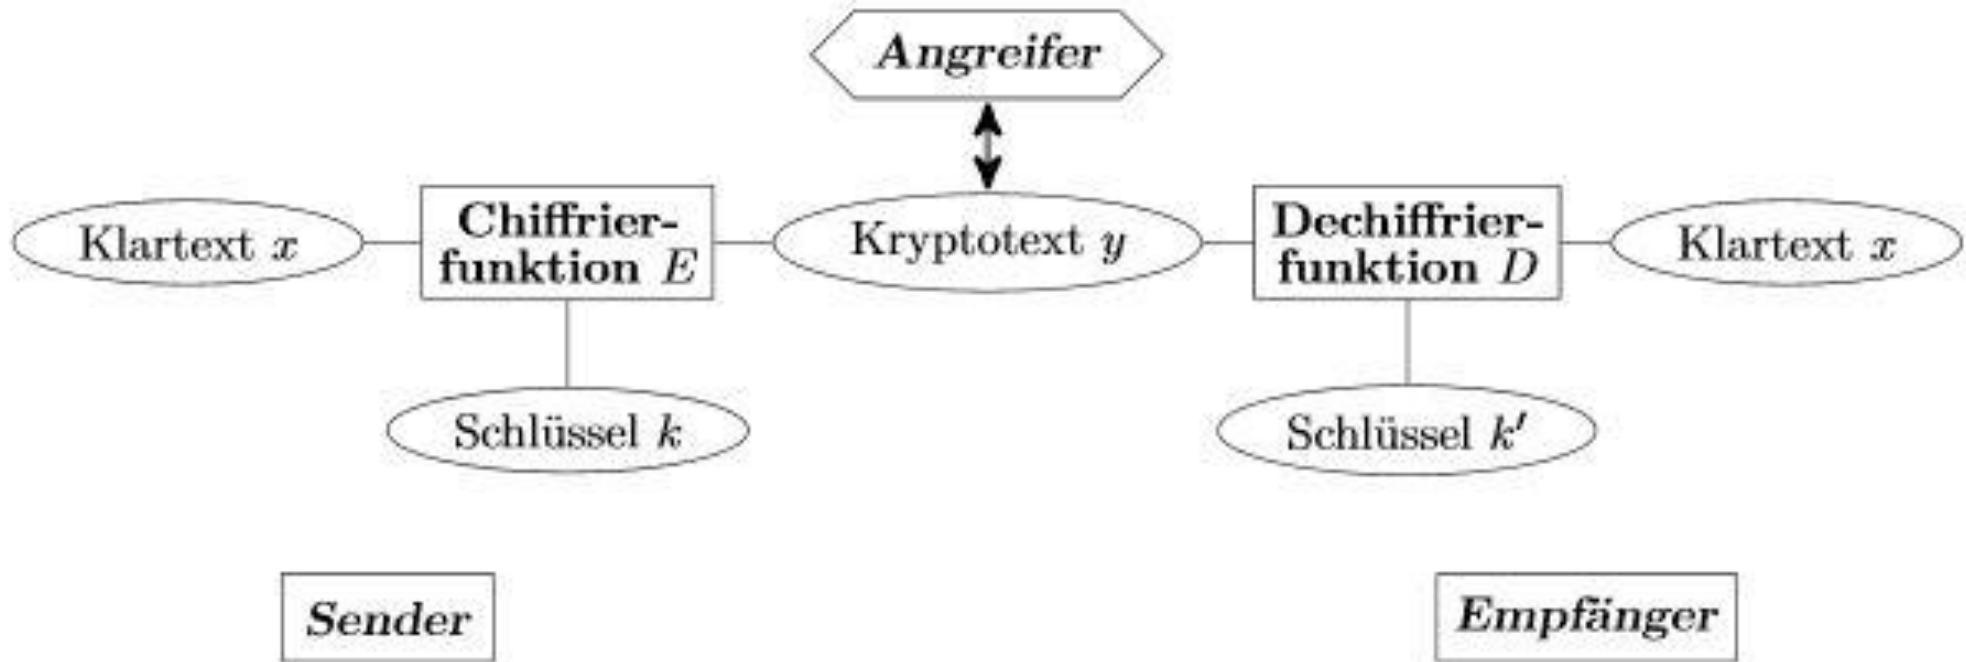 Angreifer
Klartext x
Chiffrier-
funktion E
Kryptotext y
Dechiffrier-
funktion D
Klartext x
Schlüssel k
Schlüssel k′
Sender
Empfänger